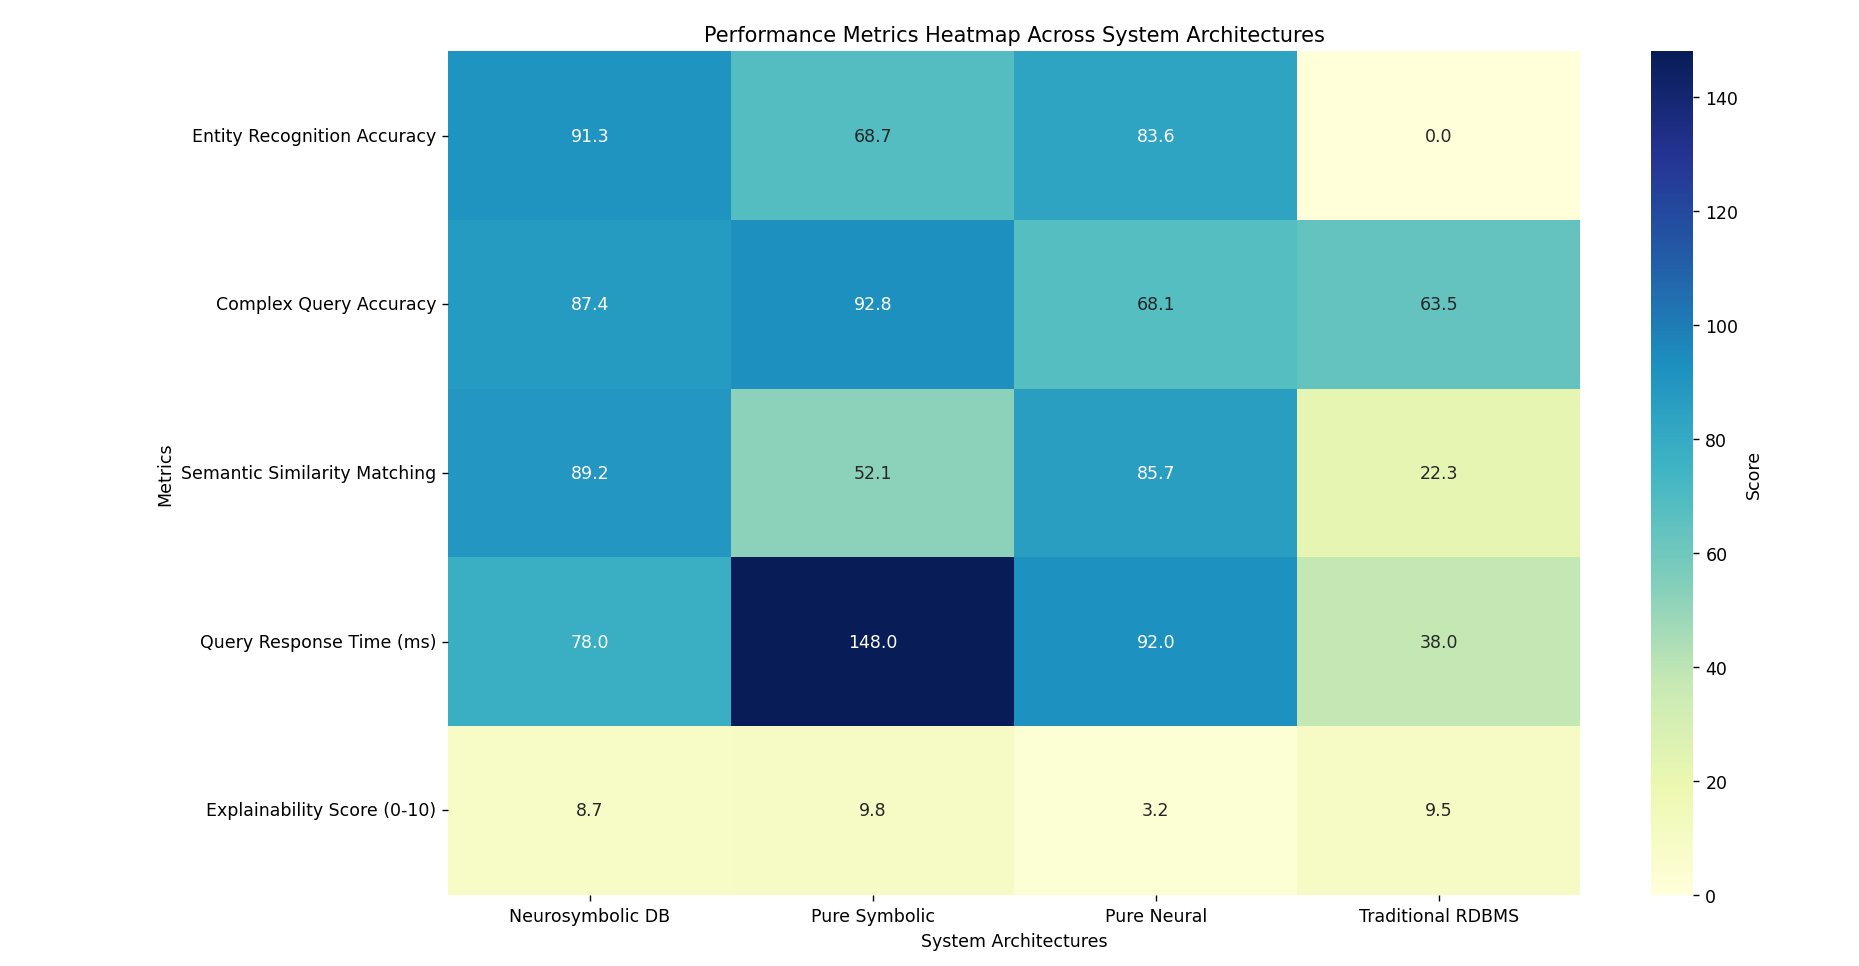 Performance Metrics Heatmap Across System Architectures
Entity Recognition Accuracy 91.3 68.7 83.6 0.0
Complex Query Accuracy 87.4 92.8 68.1 63.5
Semantic Similarity Matching 89.2 52.1 85.7 22.3
Query Response Time (ms) 78.0 148.0 92.0 38.0
Explainability Score (0-10) 8.7 9.8 3.2 9.5
Metrics
Neurosymbolic DB Pure Symbolic Pure Neural Traditional RDBMS
System Architectures
140
120
100
80
60
40
20
0
Score